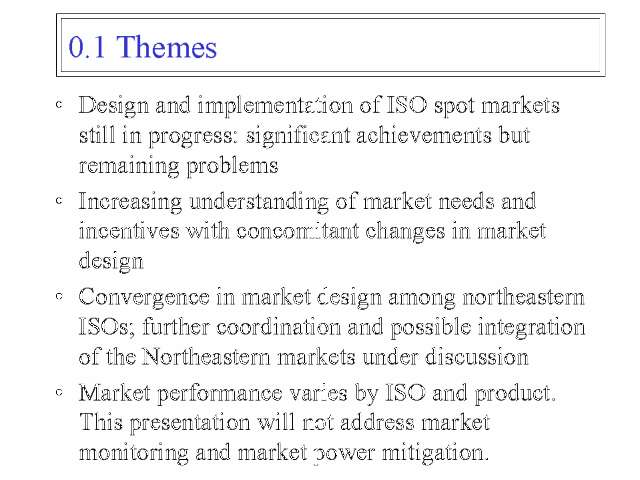 0.1 Themes
Design and implementation of ISO spot markets
still in progress: significant achievements but
remaining problems
Increasing understanding of market needs and
incentives with concomitant changes in market
design
Convergence in market design among northeastern
ISOs; further coordination and possible integration
of the Northeastern markets under discussion
Market performance varies by ISO and product.
This presentation will not address market
monitoring and market power mitigation.